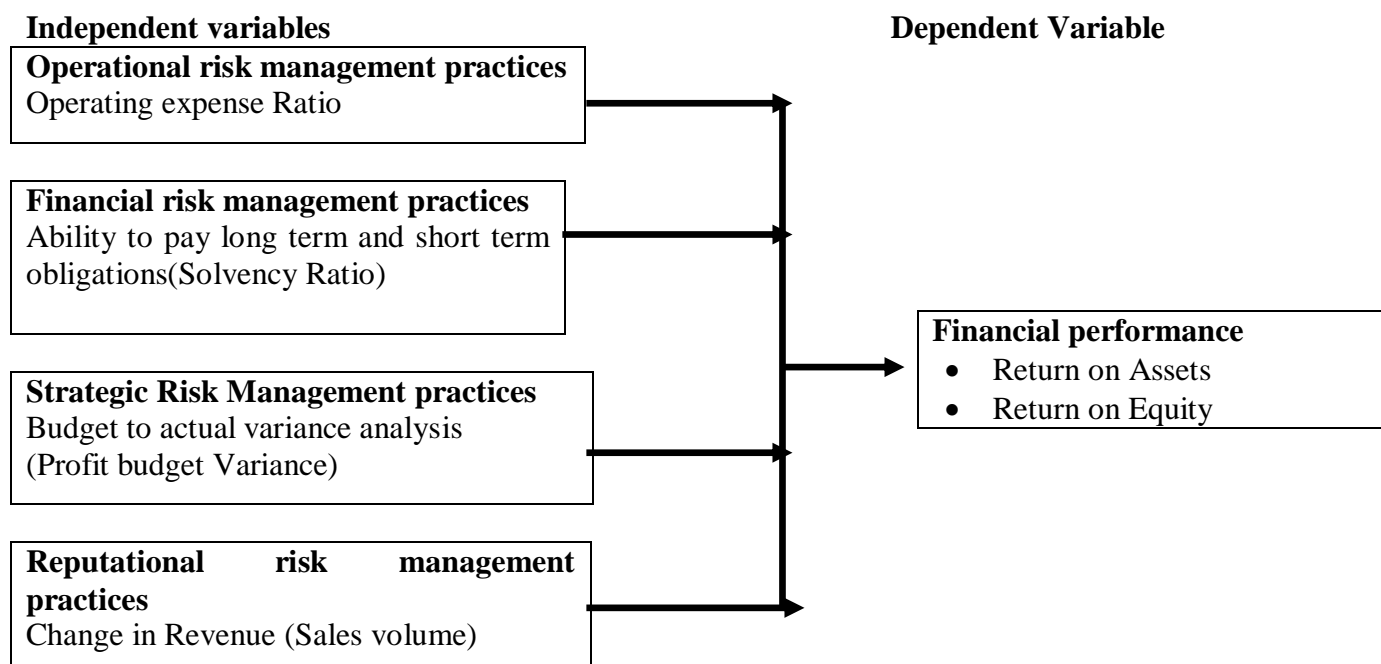 Independent variables
Dependent Variable
Operational risk management practices
Operating expense Ratio
Financial risk management practices
Ability to pay long term and short term
obligations(Solvency Ratio)
Strategic Risk Management practices
Budget to actual variance analysis
(Profit budget Variance)
Reputational risk management
practices
Change in Revenue (Sales volume)
Financial performance
• Return on Assets
• Return on Equity